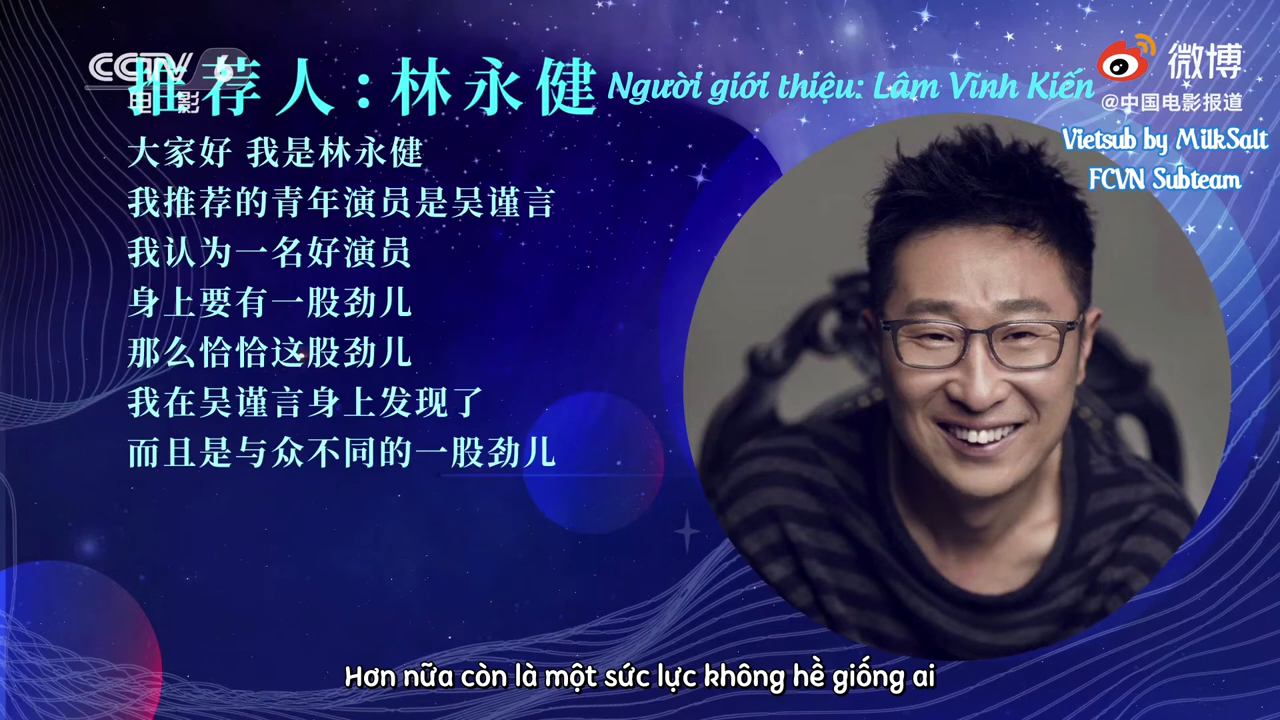 CCTV 6
电影
推荐人:林永健
Người giới thiệu: Lâm Vĩnh Kiến
微博
@中国电影报道
Vietsub by MilkSalt
FCVN Subteam
大家好 我是林永健
我推荐的青年演员是吴谨言
我认为一名好演员
身上要有一股劲儿
那么恰恰这股劲儿
我在吴谨言身上发现了
而且是与众不同的一股劲儿
Hơn nữa còn là một sức lực không hề giống ai